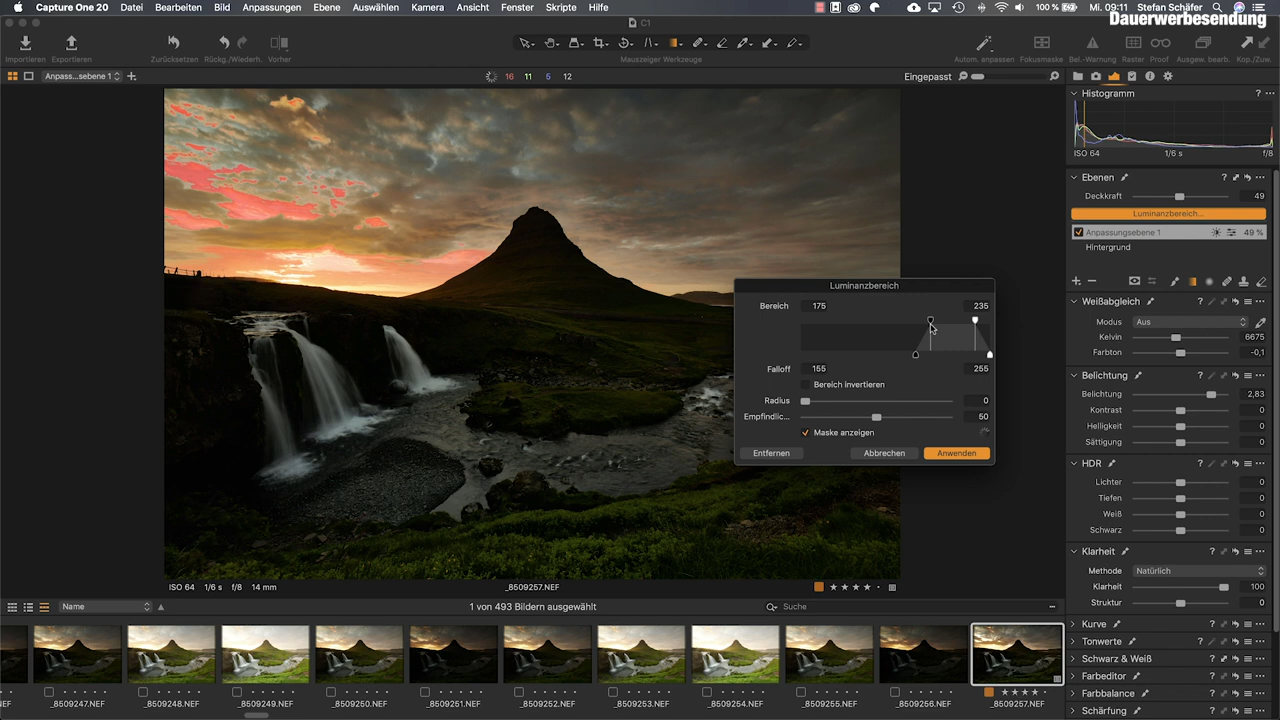 Capture One 20 Datei Bearbeiten Bild Anpassungen Ebene Auswählen Kamera Ansicht Fenster Skripte Hilfe 100 % Mi. 09:11 Stefan Schäfer
Dauerwerbesendung
C1
Importieren Exportieren Zurücksetzen Rückg./Wiederh. Vorher Mauszeiger Werkzeuge Autom. anpassen Fokusmaske Bel.-Warnung Raster Proof Ausgew. bearb. Kop./Zuw.
Anpass...sebene 1 16 11 5 12 Eingepasst
Histogramm
ISO 64 1/6 s f/8
Ebenen
Deckkraft 49
Luminanzbereich...
Anpassungsebene 1 49 %
Hintergrund
Weißabgleich
Modus Aus
Kelvin 6675
Farbton -0,1
Belichtung
Belichtung 2,83
Kontrast 0
Helligkeit 0
Sättigung 0
HDR
Lichter 0
Tiefen 0
Weiß 0
Schwarz 0
Klarheit
Methode Natürlich
Klarheit 100
Struktur 0
Kurve
Tonwerte
Schwarz & Weiß
Farbeditor
Farbbalance
Schärfung
Luminanzbereich
Bereich 175 235
Falloff 155 255
Bereich invertieren
Radius 0
Empfindlic... 50
Maske anzeigen
Entfernen Abbrechen Anwenden
ISO 64 1/6 s f/8 14 mm _8509257.NEF
Name 1 von 493 Bildern ausgewählt Suche
EF _8509247.NEF _8509248.NEF _8509249.NEF _8509250.NEF _8509251.NEF _8509252.NEF _8509253.NEF _8509254.NEF _8509255.NEF _8509256.NEF _8509257.NEF